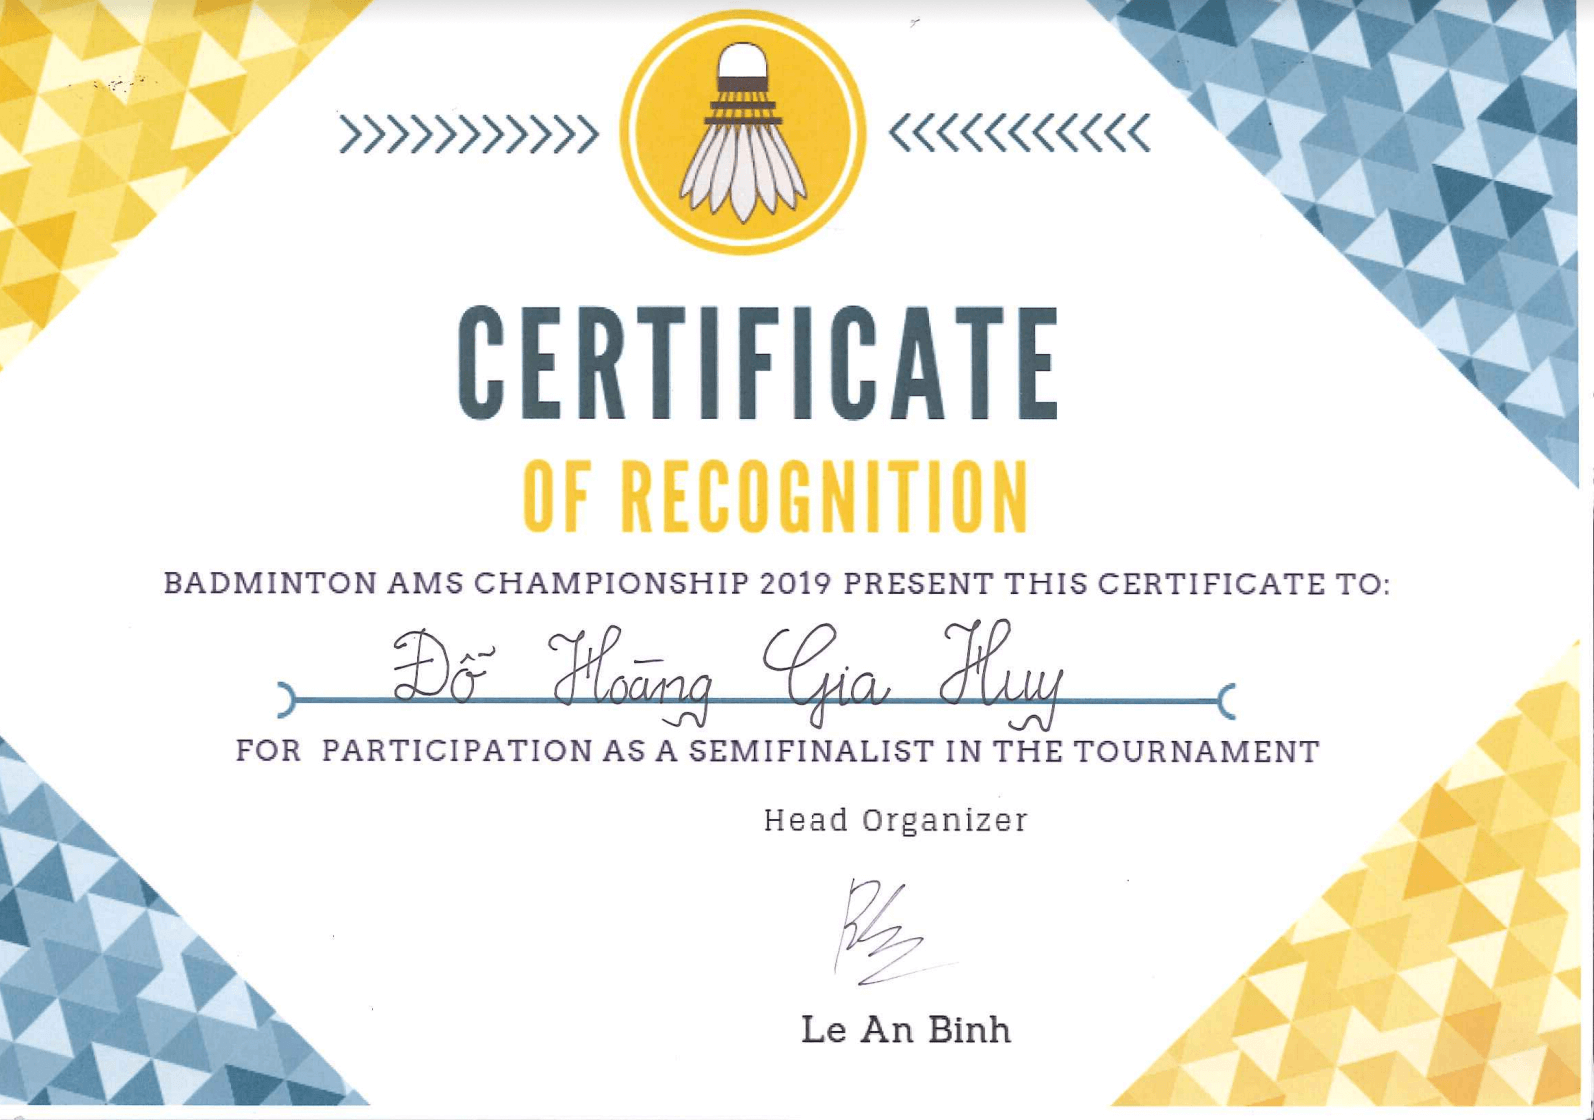 CERTIFICATE
OF RECOGNITION
BADMINTON AMS CHAMPIONSHIP 2019 PRESENT THIS CERTIFICATE TO:
Đỗ Hoàng Gia Huy
FOR PARTICIPATION AS A SEMIFINALIST IN THE TOURNAMENT
Head Organizer
Le An Binh